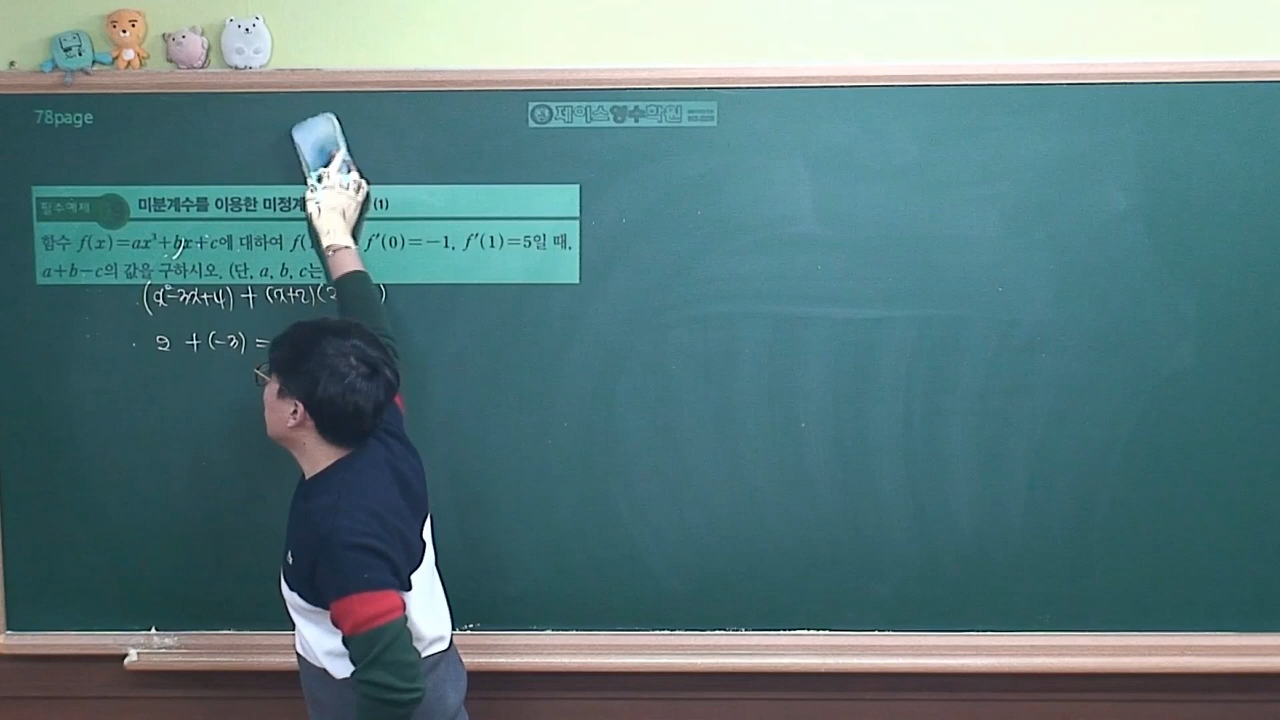 78page
제이스영수학원
필수예제 미분계수를 이용한 미정계 (1)
함수 f(x)=ax³+bx+c에 대하여 f( f′(0)=−1, f′(1)=5일 때,
a+b−c의 값을 구하시오. (단, a, b, c는
(x²-3x+4) + (x+2)(2 )
2 +(-3) =